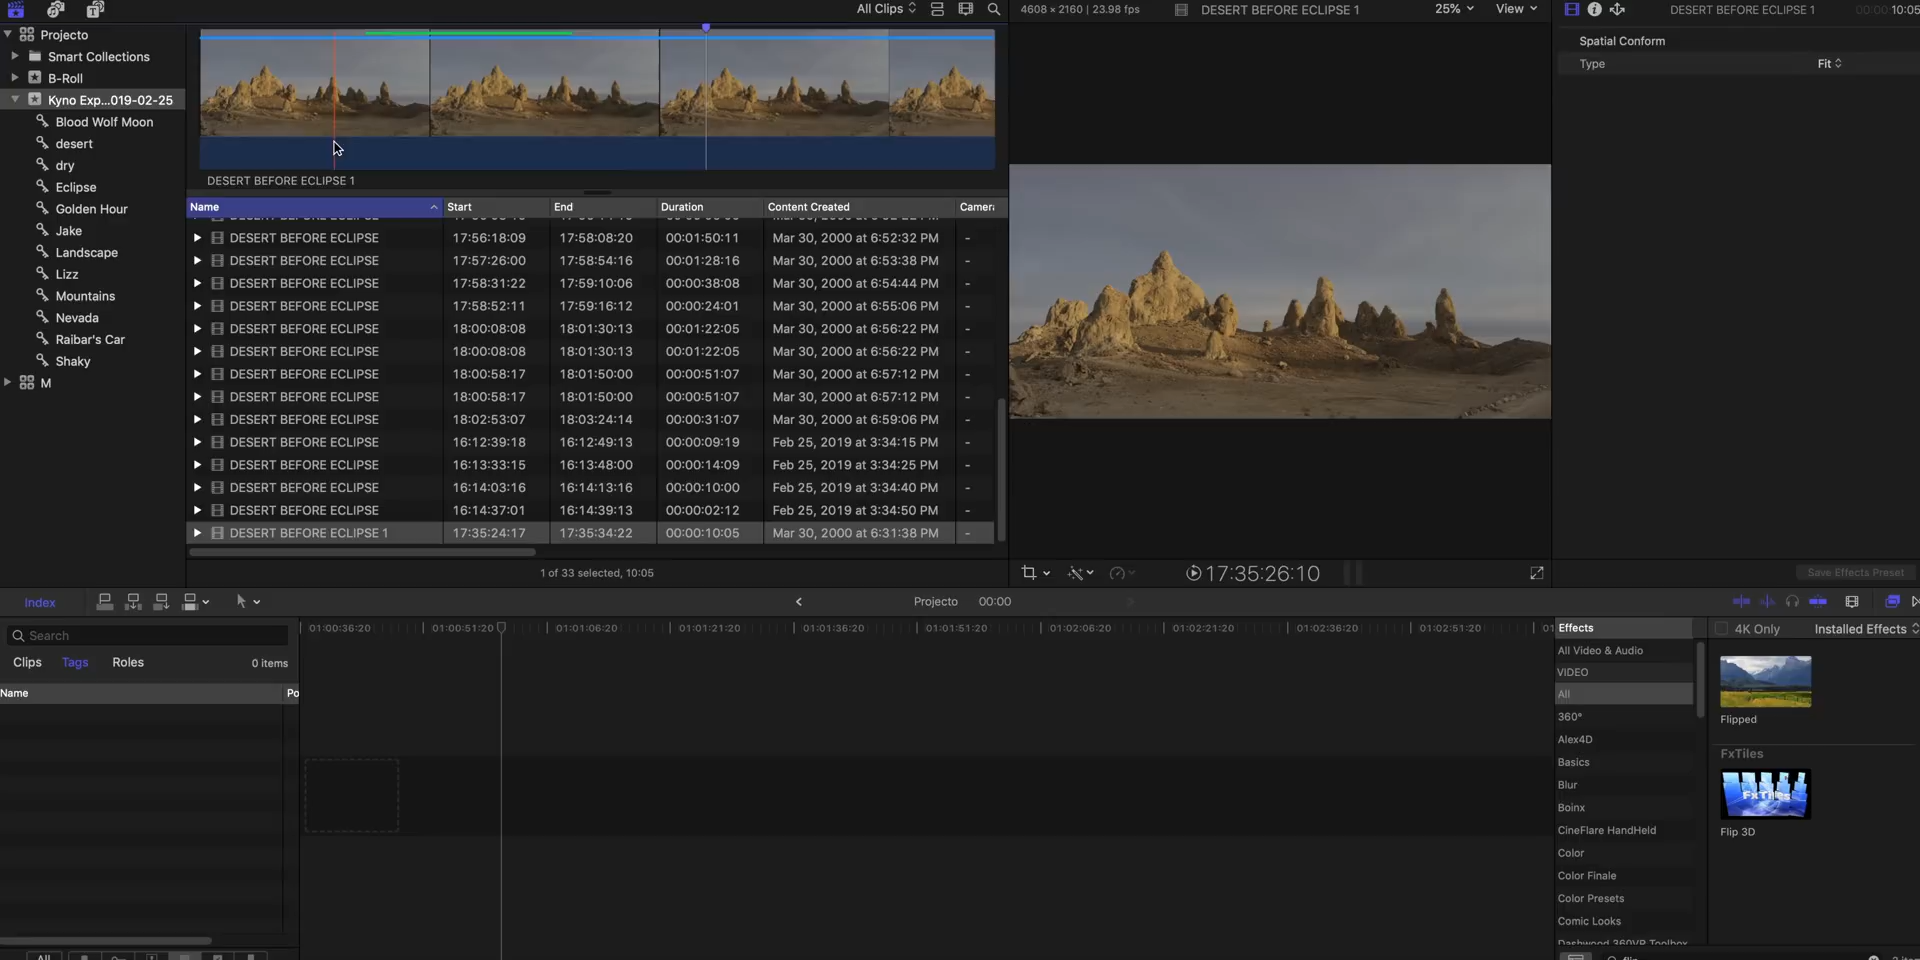 All Clips
4608 × 2160 | 23.98 fps
DESERT BEFORE ECLIPSE 1
25%
View
DESERT BEFORE ECLIPSE 1
00:00 10:05
Projecto
Smart Collections
B-Roll
Kyno Exp...019-02-25
Blood Wolf Moon
desert
dry
Eclipse
Golden Hour
Jake
Landscape
Lizz
Mountains
Nevada
Raibar's Car
Shaky
M
DESERT BEFORE ECLIPSE 1
Name Start End Duration Content Created Camera
DESERT BEFORE ECLIPSE 17:56:18:09 17:58:08:20 00:01:50:11 Mar 30, 2000 at 6:52:32 PM -
DESERT BEFORE ECLIPSE 17:57:26:00 17:58:54:16 00:01:28:16 Mar 30, 2000 at 6:53:38 PM -
DESERT BEFORE ECLIPSE 17:58:31:22 17:59:10:06 00:00:38:08 Mar 30, 2000 at 6:54:44 PM -
DESERT BEFORE ECLIPSE 17:58:52:11 17:59:16:12 00:00:24:01 Mar 30, 2000 at 6:55:06 PM -
DESERT BEFORE ECLIPSE 18:00:08:08 18:01:30:13 00:01:22:05 Mar 30, 2000 at 6:56:22 PM -
DESERT BEFORE ECLIPSE 18:00:08:08 18:01:30:13 00:01:22:05 Mar 30, 2000 at 6:56:22 PM -
DESERT BEFORE ECLIPSE 18:00:58:17 18:01:50:00 00:00:51:07 Mar 30, 2000 at 6:57:12 PM -
DESERT BEFORE ECLIPSE 18:00:58:17 18:01:50:00 00:00:51:07 Mar 30, 2000 at 6:57:12 PM -
DESERT BEFORE ECLIPSE 18:02:53:07 18:03:24:14 00:00:31:07 Mar 30, 2000 at 6:59:06 PM -
DESERT BEFORE ECLIPSE 16:12:39:18 16:12:49:13 00:00:09:19 Feb 25, 2019 at 3:34:15 PM -
DESERT BEFORE ECLIPSE 16:13:33:15 16:13:48:00 00:00:14:09 Feb 25, 2019 at 3:34:25 PM -
DESERT BEFORE ECLIPSE 16:14:03:16 16:14:13:16 00:00:10:00 Feb 25, 2019 at 3:34:40 PM -
DESERT BEFORE ECLIPSE 16:14:37:01 16:14:39:13 00:00:02:12 Feb 25, 2019 at 3:34:50 PM -
DESERT BEFORE ECLIPSE 1 17:35:24:17 17:35:34:22 00:00:10:05 Mar 30, 2000 at 6:31:38 PM -
1 of 33 selected, 10:05
17:35:26:10
Spatial Conform
Type Fit
Save Effects Preset
Index
Projecto 00:00
Search
Clips Tags Roles 0 items
Name Po
01:00:36:20 01:00:51:20 01:01:06:20 01:01:21:20 01:01:36:20 01:01:51:20 01:02:06:20 01:02:21:20 01:02:36:20 01:02:51:20 01
Effects
4K Only
Installed Effects
All Video & Audio
VIDEO
All
360°
Alex4D
Basics
Blur
Boinx
CineFlare HandHeld
Color
Color Finale
Color Presets
Comic Looks
Dashwood 360VR Toolbox
Flipped
FxTiles
FxTiles
Flip 3D
All
flip